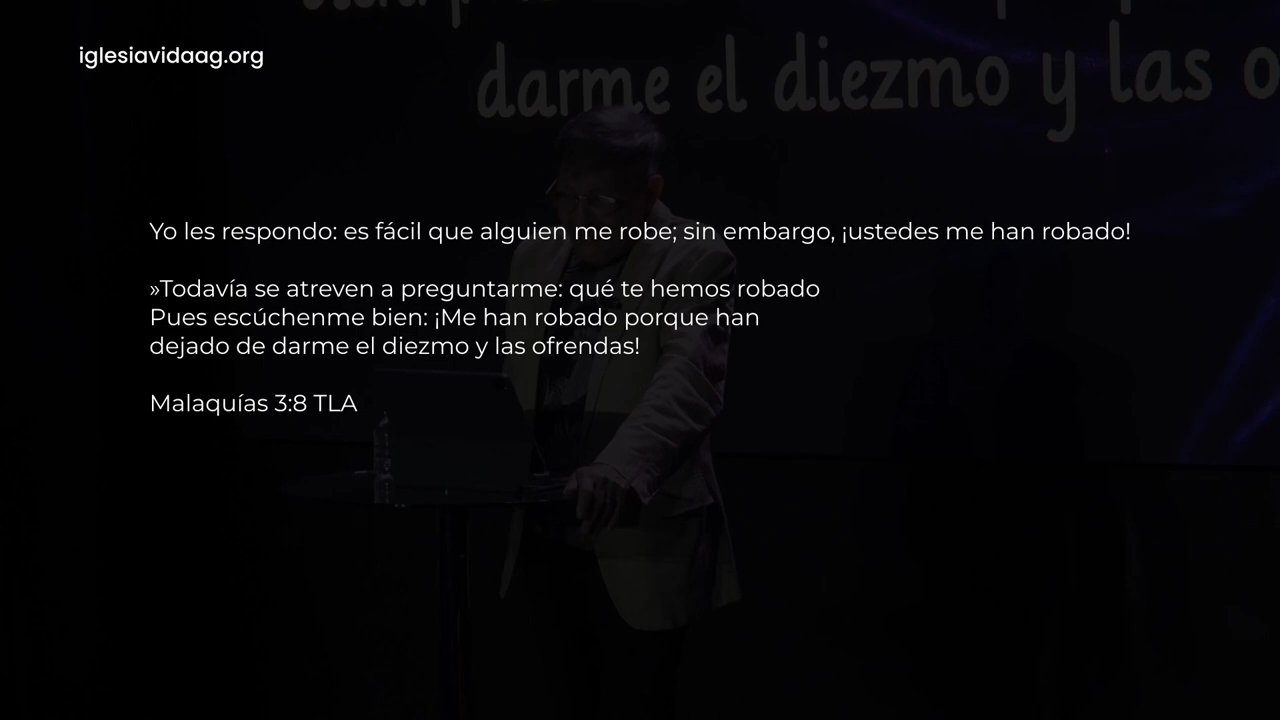 iglesiavidaag.org
darme el diezmo y las
Yo les respondo: es fácil que alguien me robe; sin embargo, ¡ustedes me han robado!
»Todavía se atreven a preguntarme: qué te hemos robado
Pues escúchenme bien: ¡Me han robado porque han
dejado de darme el diezmo y las ofrendas!
Malaquías 3:8 TLA